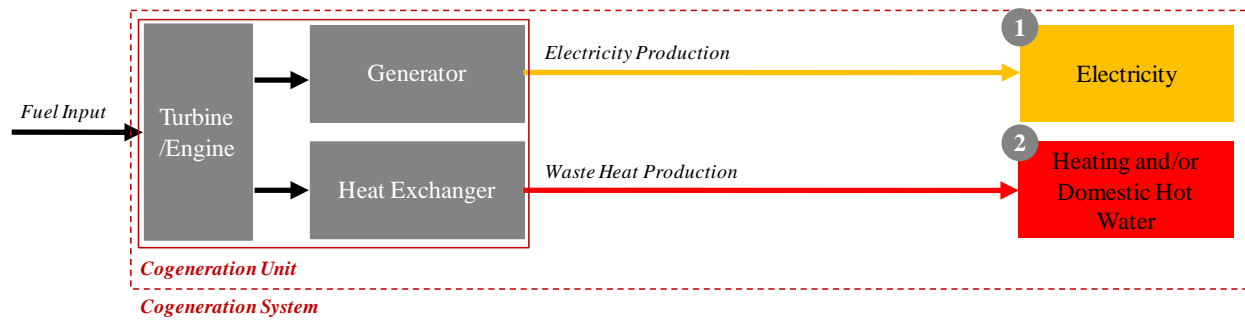 Fuel Input
Turbine
/Engine
Generator
Heat Exchanger
Electricity Production
Waste Heat Production
1
Electricity
2
Heating and/or
Domestic Hot
Water
Cogeneration Unit
Cogeneration System